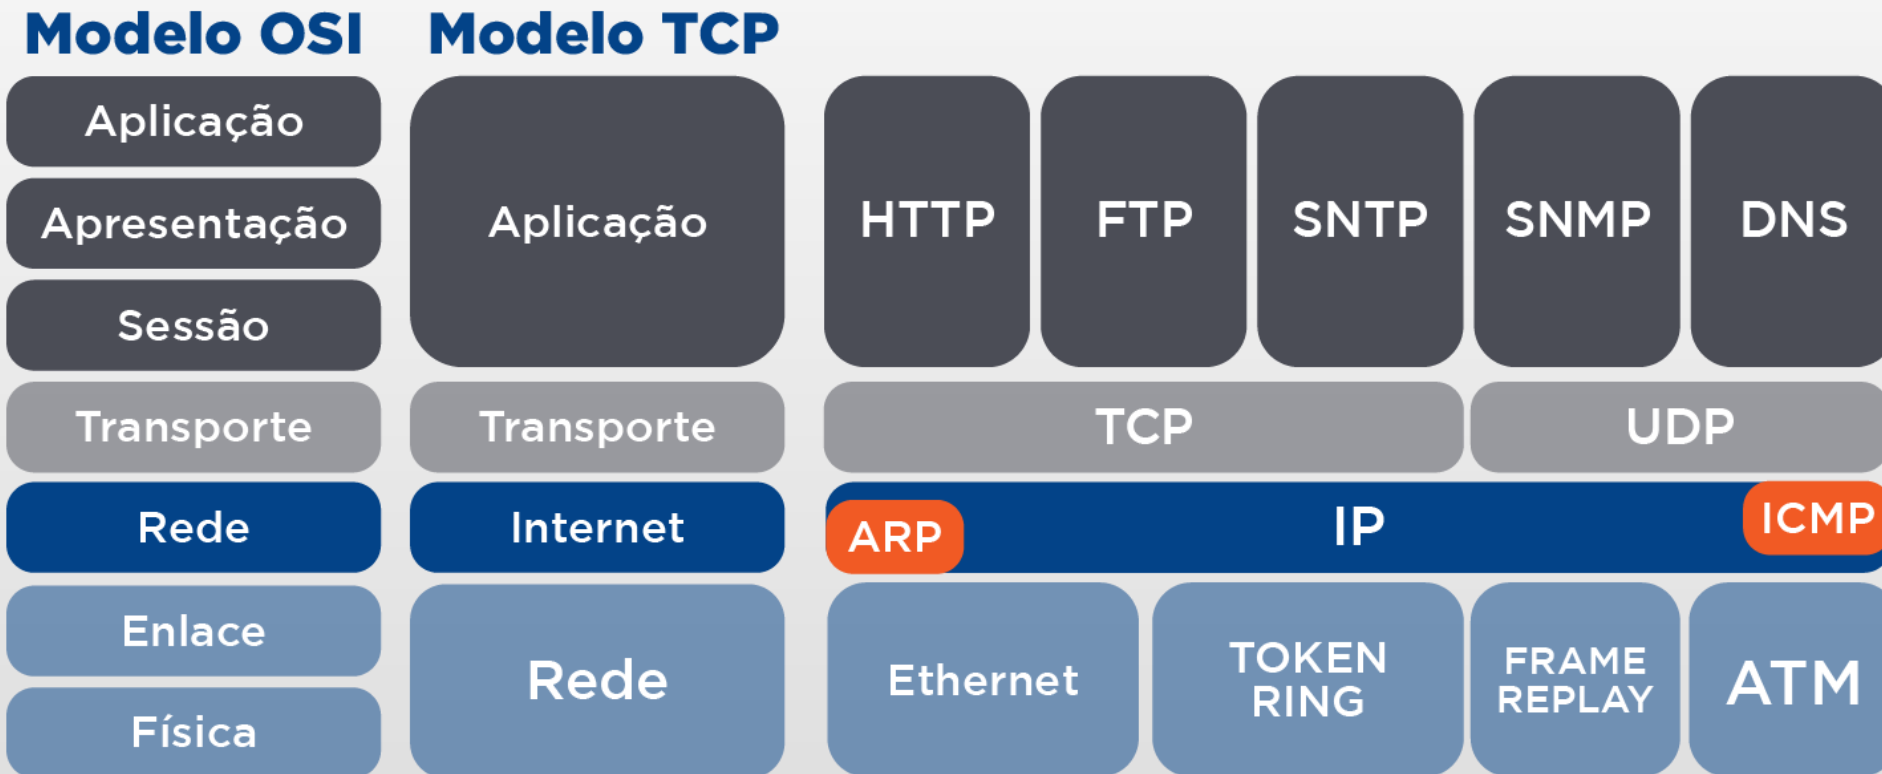 Modelo OSI
Modelo TCP
Aplicação
Apresentação
Sessão
Aplicação
HTTP
FTP
SNTP
SNMP
DNS
Transporte
Transporte
TCP
UDP
Rede
Internet
ARP
IP
ICMP
Enlace
Física
Rede
Ethernet
TOKEN
RING
FRAME
REPLAY
ATM